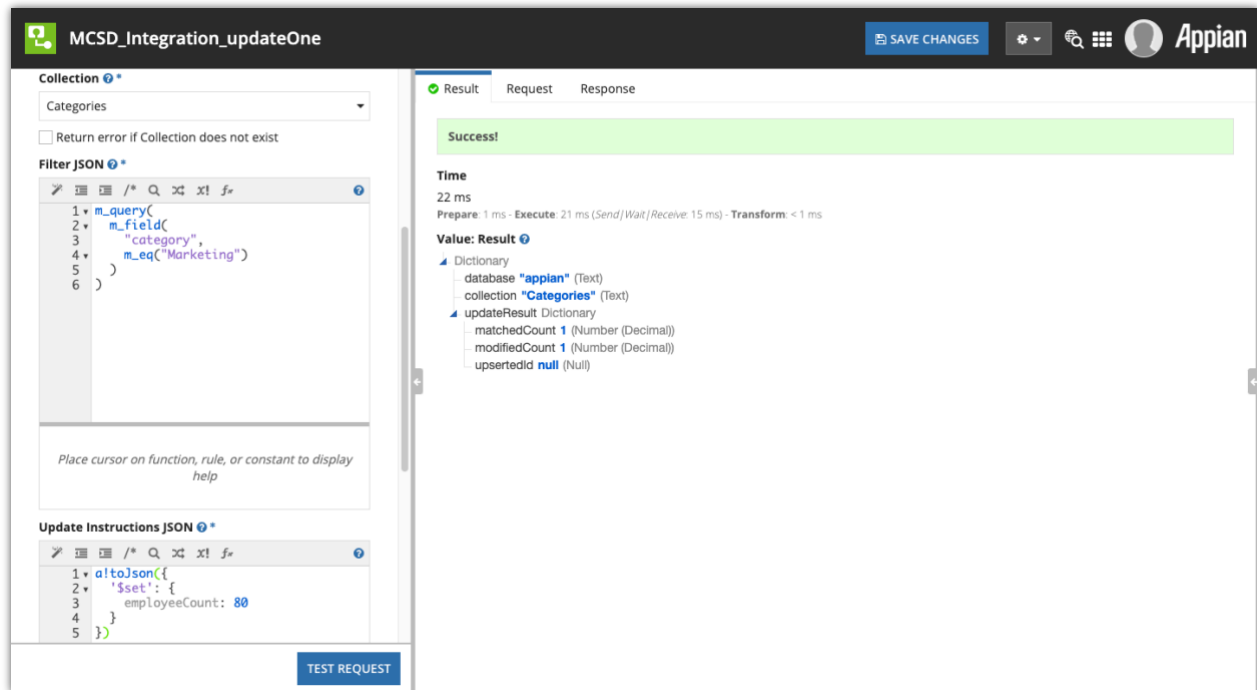 MCSD_Integration_updateOne
SAVE CHANGES
Appian
Collection ? *
Categories
Return error if Collection does not exist
Filter JSON ? *
/* x! fx ?
1 m_query(
2 m_field(
3 "category",
4 m_eq("Marketing")
5 )
6 )
Place cursor on function, rule, or constant to display
help
Update Instructions JSON ? *
/* x! fx ?
1 a!toJson({
2 '$set': {
3 employeeCount: 80
4 }
5 })
TEST REQUEST
Result Request Response
Success!
Time
22 ms
Prepare: 1 ms - Execute: 21 ms (Send/Wait/Receive: 15 ms) - Transform: < 1 ms
Value: Result ?
Dictionary
database "appian" (Text)
collection "Categories" (Text)
updateResult Dictionary
matchedCount 1 (Number (Decimal))
modifiedCount 1 (Number (Decimal))
upsertedId null (Null)